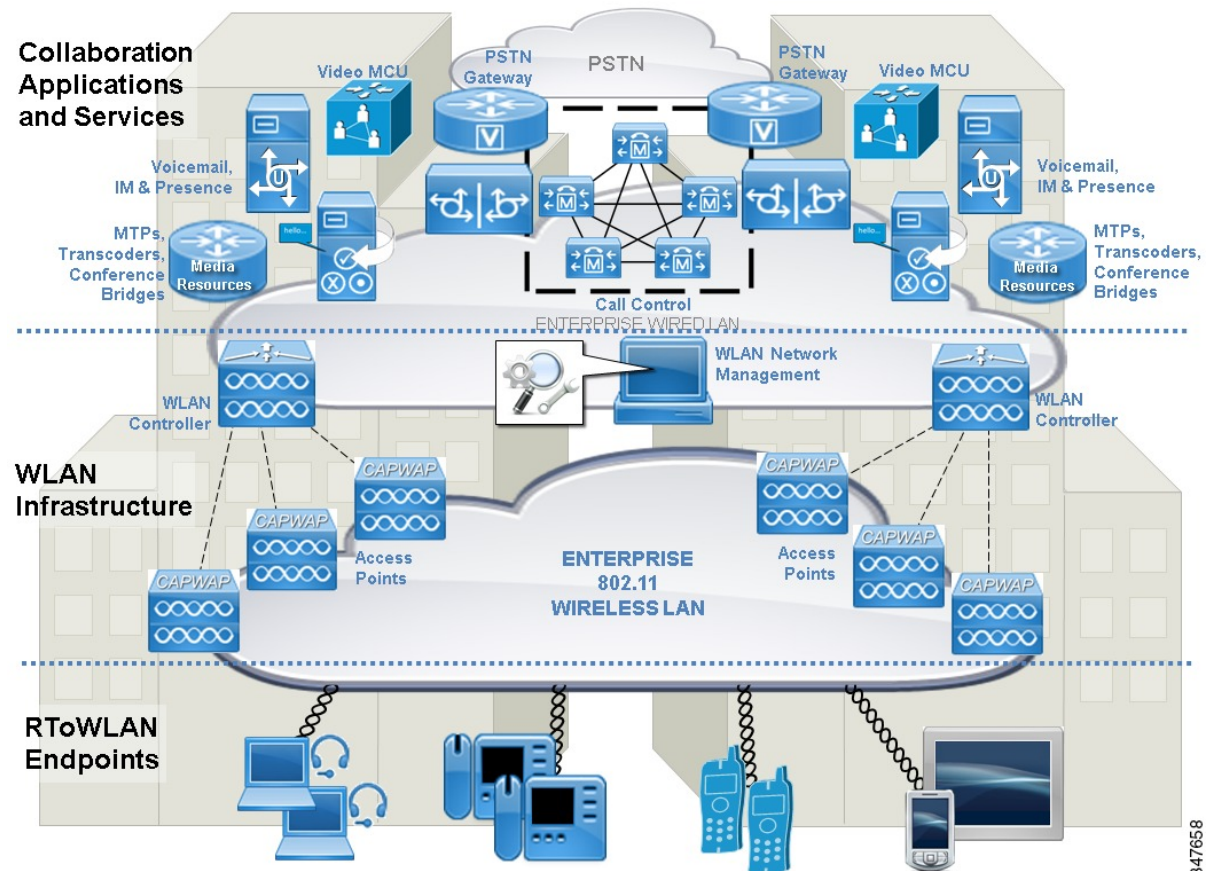 Collaboration
Applications
and Services
PSTN
Gateway
PSTN
PSTN
Gateway
Video MCU
Video MCU
V
V
M
M
M
M
M
U
U
Voicemail,
IM & Presence
Voicemail,
IM & Presence
hello...
hello...
MTPs,
Transcoders,
Conference
Bridges
Media
Resources
MTPs,
Transcoders,
Conference
Bridges
Media
Resources
Call Control
ENTERPRISE WIRED LAN
WLAN
Infrastructure
WLAN
Controller
WLAN Network
Management
WLAN
Controller
CAPWAP
CAPWAP
CAPWAP
Access
Points
ENTERPRISE
802.11
WIRELESS LAN
CAPWAP
CAPWAP
CAPWAP
Access
Points
RToWLAN
Endpoints
347658